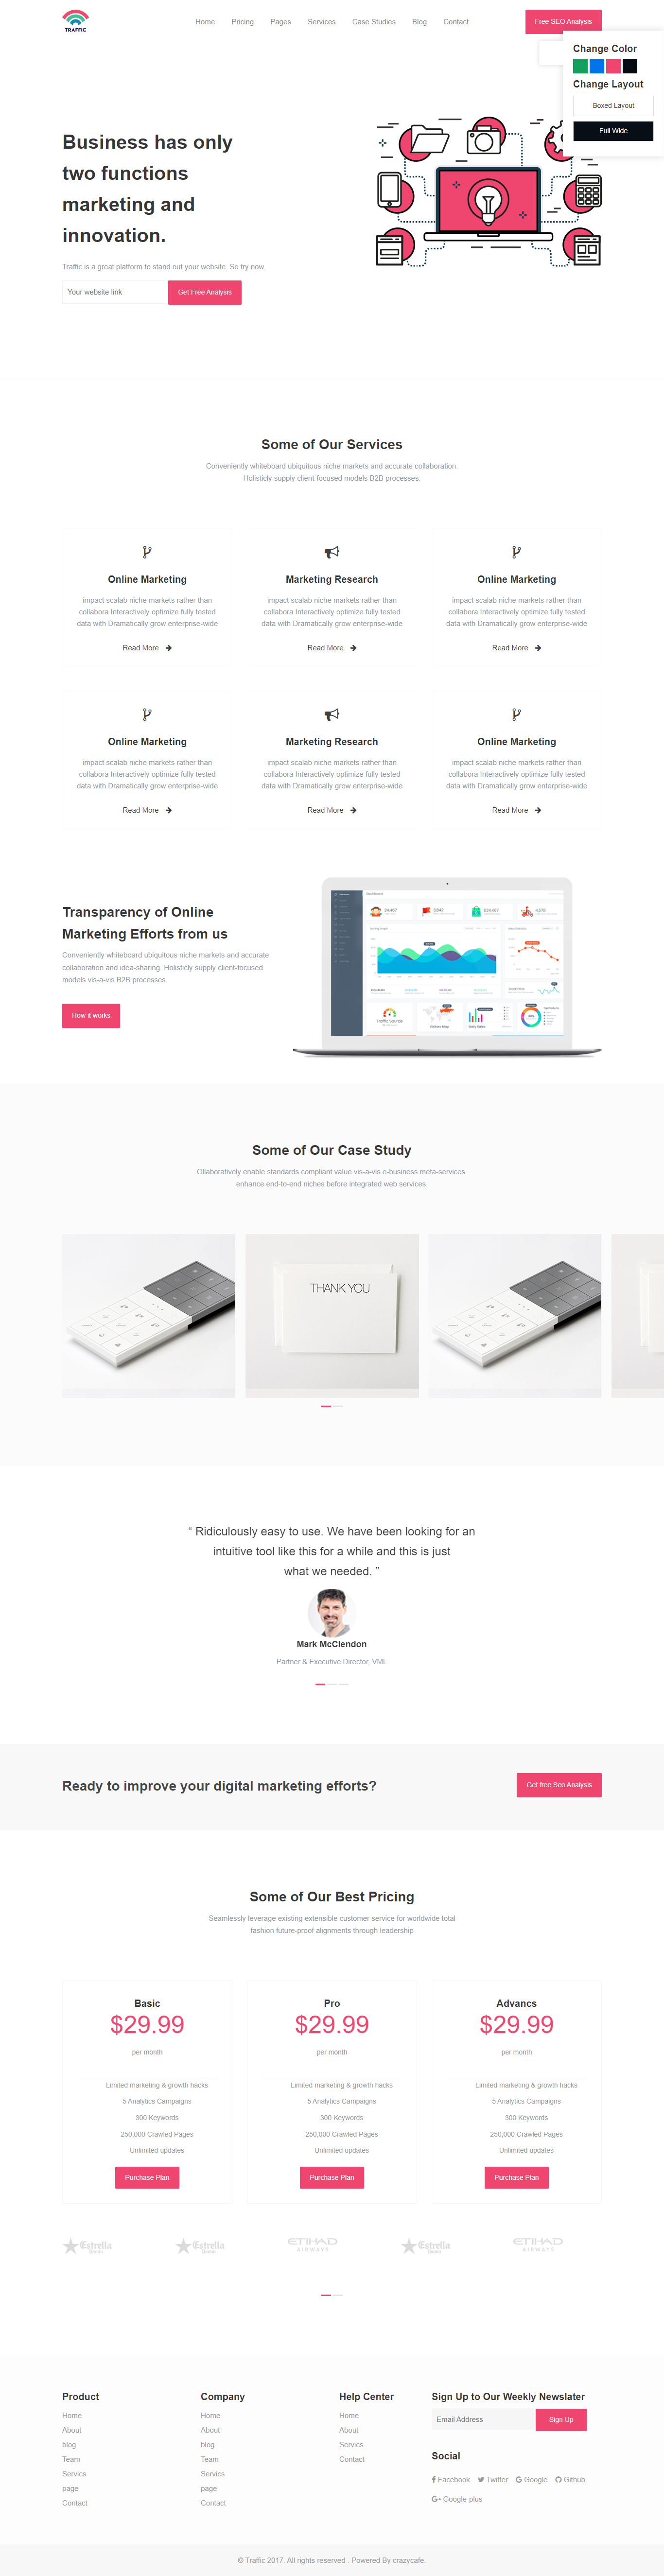 TRAFFIC
Home Pricing Pages Services Case Studies Blog Contact
Free SEO Analysis
Change Color
Change Layout
Boxed Layout
Full Wide
Business has only
two functions
marketing and
innovation.
Traffic is a great platform to stand out your website. So try now.
Your website link
Get Free Analysis
Some of Our Services
Conveniently whiteboard ubiquitous niche markets and accurate collaboration.
Holisticly supply client-focused models B2B processes.
Online Marketing
impact scalab niche markets rather than
collabora Interactively optimize fully tested
data with Dramatically grow enterprise-wide
Read More
Marketing Research
impact scalab niche markets rather than
collabora Interactively optimize fully tested
data with Dramatically grow enterprise-wide
Read More
Online Marketing
impact scalab niche markets rather than
collabora Interactively optimize fully tested
data with Dramatically grow enterprise-wide
Read More
Online Marketing
impact scalab niche markets rather than
collabora Interactively optimize fully tested
data with Dramatically grow enterprise-wide
Read More
Marketing Research
impact scalab niche markets rather than
collabora Interactively optimize fully tested
data with Dramatically grow enterprise-wide
Read More
Online Marketing
impact scalab niche markets rather than
collabora Interactively optimize fully tested
data with Dramatically grow enterprise-wide
Read More
Transparency of Online
Marketing Efforts from us
Conveniently whiteboard ubiquitous niche markets and accurate
collaboration and idea-sharing. Holisticly supply client-focused
models vis-a-vis B2B processes.
How it works
Dashboard
Traffic Source
Visitors Map
Daily Sales
Some of Our Case Study
Ollaboratively enable standards compliant value vis-a-vis e-business meta-services.
enhance end-to-end niches before integrated web services.
THANK YOU
“ Ridiculously easy to use. We have been looking for an
intuitive tool like this for a while and this is just
what we needed. ”
Mark McClendon
Partner & Executive Director, VML
Ready to improve your digital marketing efforts?
Get free Seo Analysis
Some of Our Best Pricing
Seamlessly leverage existing extensible customer service for worldwide total
fashion future-proof alignments through leadership
Basic
$29.99
per month
Limited marketing & growth hacks
5 Analytics Campaigns
300 Keywords
250,000 Crawled Pages
Unlimited updates
Purchase Plan
Pro
$29.99
per month
Limited marketing & growth hacks
5 Analytics Campaigns
300 Keywords
250,000 Crawled Pages
Unlimited updates
Purchase Plan
Advancs
$29.99
per month
Limited marketing & growth hacks
5 Analytics Campaigns
300 Keywords
250,000 Crawled Pages
Unlimited updates
Purchase Plan
Estrella
Estrella
ETIHAD
AIRWAYS
Estrella
ETIHAD
AIRWAYS
Product
Home
About
blog
Team
Servics
page
Contact
Company
Home
About
blog
Team
Servics
page
Contact
Help Center
Home
About
Servics
Contact
Sign Up to Our Weekly Newslater
Email Address
Sign Up
Social
Facebook Twitter Google Github
Google-plus
© Traffic 2017. All rights reserved . Powered By crazycafe.